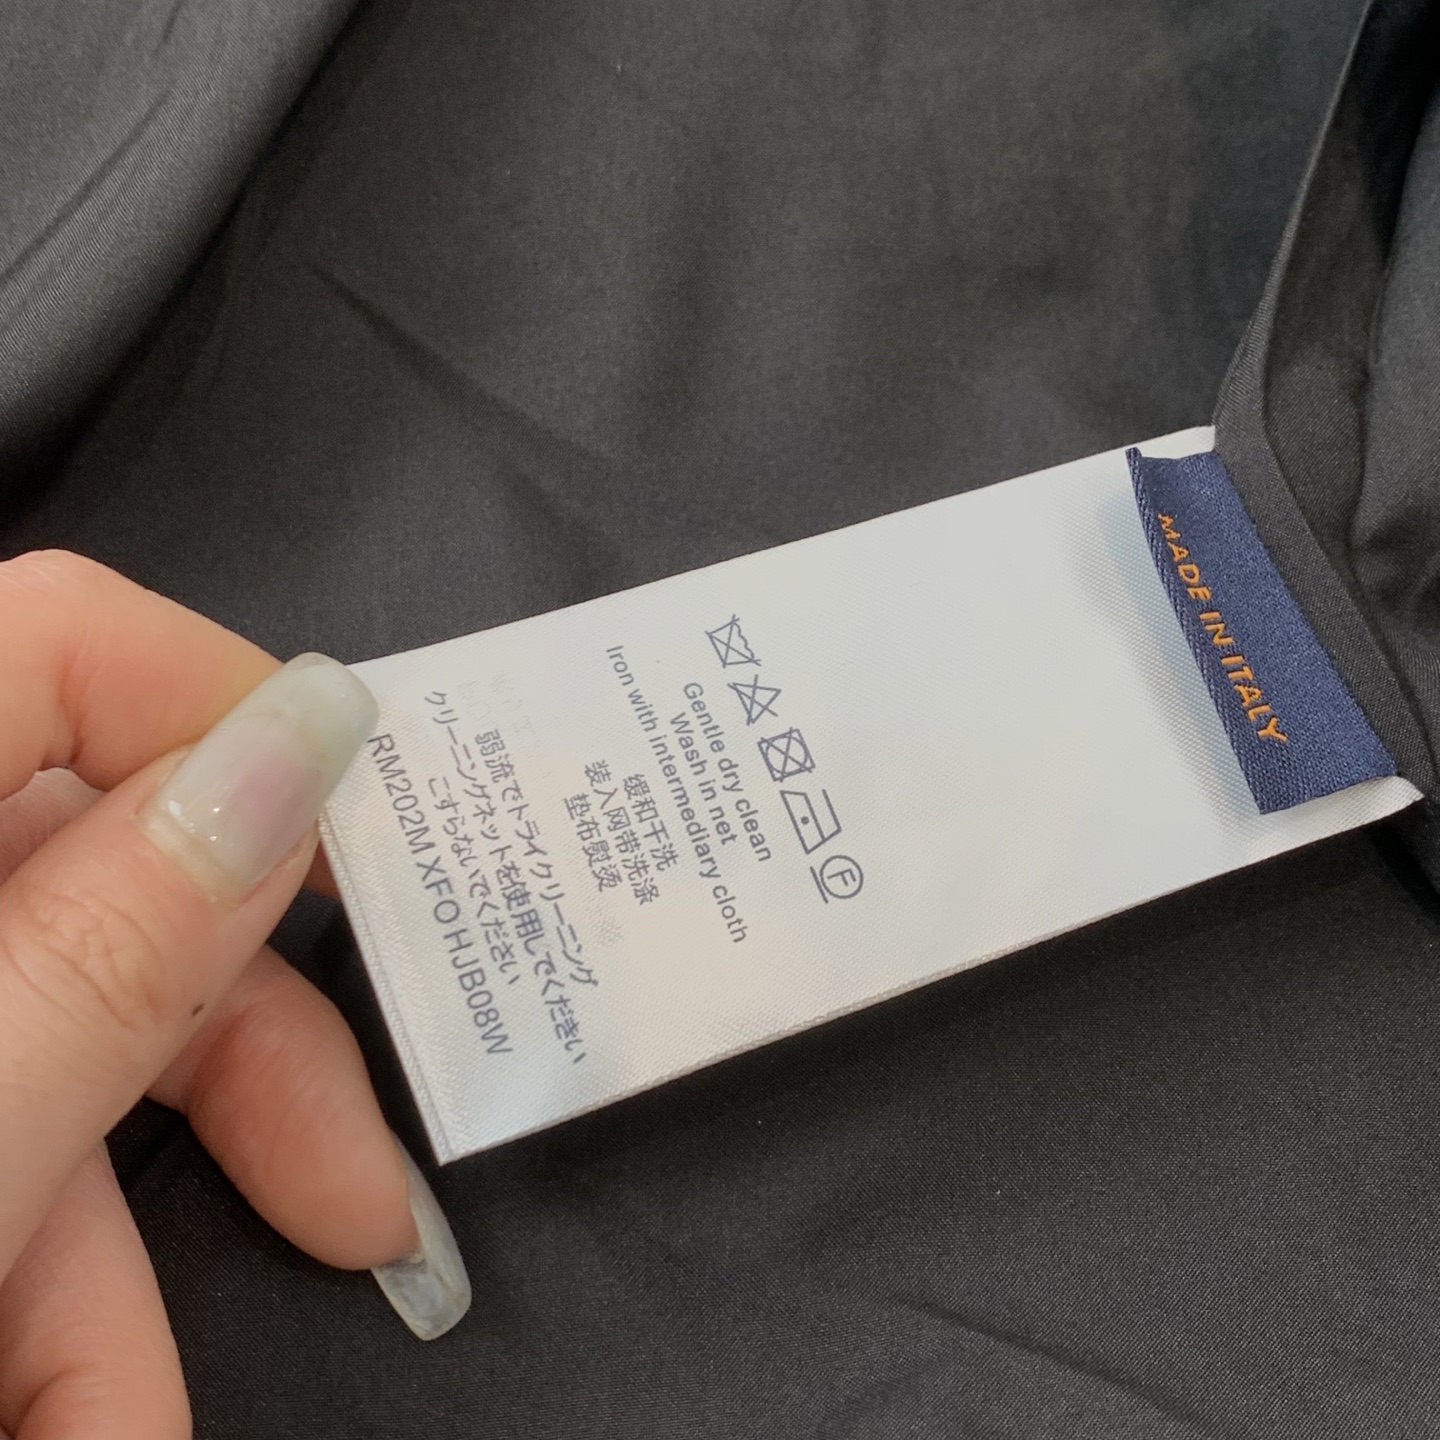 MADE IN ITALY
F
Gentle dry clean
Wash in net
Iron with intermediary cloth
缓和干洗
装入网带洗涤
垫布熨烫
弱流でトライクリーニング
クリーニングネットを使用しでください
こすらないでください
RM202M XFO HJB08W